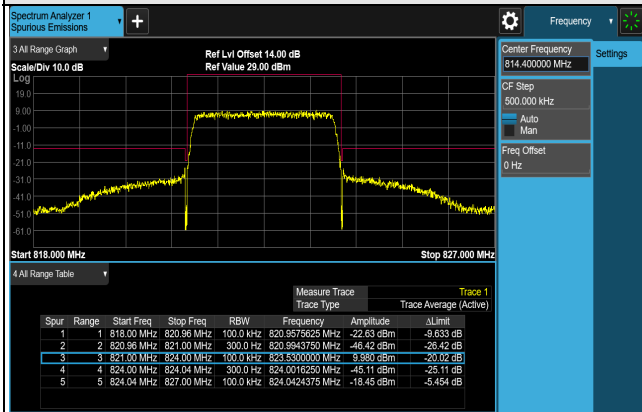 Spectrum Analyzer 1
Spurious Emissions
+
Frequency
3 All Range Graph
Ref Lvl Offset 14.00 dB
Scale/Div 10.0 dB
Ref Value 29.00 dBm
Log
19.0
9.00
-1.00
-11.0
-21.0
-31.0
-41.0
-51.0
-61.0
Start 818.000 MHz
Stop 827.000 MHz
4 All Range Table
Measure Trace Trace 1
Trace Type Trace Average (Active)
Spur Range Start Freq Stop Freq RBW Frequency Amplitude ΔLimit
1 1 818.00 MHz 820.96 MHz 100.0 kHz 820.9575625 MHz -22.63 dBm -9.633 dB
2 2 820.96 MHz 821.00 MHz 300.0 Hz 820.9943750 MHz -46.42 dBm -26.42 dB
3 3 821.00 MHz 824.00 MHz 100.0 kHz 823.5300000 MHz 9.980 dBm -20.02 dB
4 4 824.00 MHz 824.04 MHz 300.0 Hz 824.0016250 MHz -45.11 dBm -25.11 dB
5 5 824.04 MHz 827.00 MHz 100.0 kHz 824.0424375 MHz -18.45 dBm -5.454 dB
Center Frequency
814.400000 MHz
CF Step
500.000 kHz
Auto
Man
Freq Offset
0 Hz
Settings